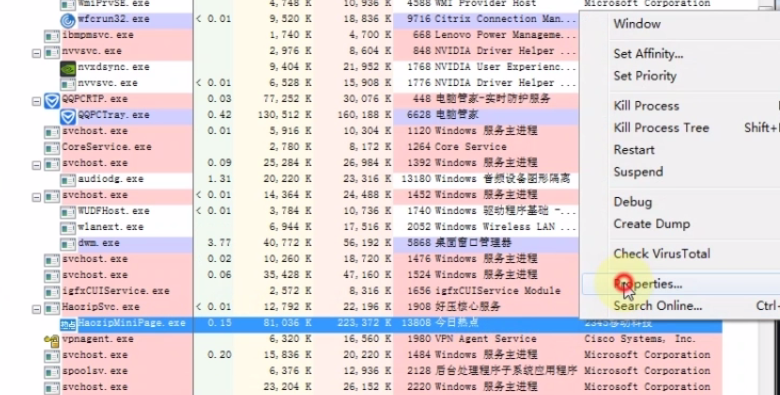 WmiPrvSE.exe 4,748 K 10,936 K 4588 WMI Provider Host Microsoft Corporation
wfcrun32.exe < 0.01 9,520 K 18,836 K 9716 Citrix Connection Man... Window
ibmpmsvc.exe 1,740 K 4,700 K 668 Lenovo Power Manageme...
nvvsvc.exe 2,976 K 8,604 K 848 NVIDIA Driver Helper ... Set Affinity...
nvxdsync.exe 9,404 K 21,952 K 1768 NVIDIA User Experienc... Set Priority
nvvsvc.exe < 0.01 6,528 K 15,908 K 1776 NVIDIA Driver Helper ...
QQPCRTP.exe 0.03 77,252 K 30,076 K 448 电脑管家-实时防护服务 Kill Process
QQPCTray.exe 0.42 130,512 K 160,188 K 6628 电脑管家
svchost.exe 0.01 5,916 K 10,304 K 1120 Windows 服务主进程 Kill Process Tree Shift+
CoreService.exe 2,780 K 8,172 K 1264 Core Service Restart
svchost.exe 0.09 25,284 K 26,984 K 1392 Windows 服务主进程
audiodg.exe 1.31 20,220 K 23,316 K 13180 Windows 音频设备图形隔离 Suspend
svchost.exe < 0.01 14,364 K 24,488 K 1452 Windows 服务主进程 Debug
WUDFHost.exe < 0.01 3,784 K 10,736 K 1740 Windows 驱动程序基础 -...
wlanext.exe 6,944 K 17,516 K 2052 Windows Wireless LAN ... Create Dump
dwm.exe 3.77 40,772 K 56,192 K 5868 桌面窗口管理器
svchost.exe 0.02 10,260 K 18,720 K 1476 Windows 服务主进程 Check VirusTotal
svchost.exe 0.06 35,428 K 47,160 K 1524 Windows 服务主进程
igfxCUIService.exe 2,572 K 8,316 K 1656 igfxCUIService Module Properties...
HaozipSvc.exe < 0.01 12,792 K 22,196 K 1908 好压核心服务 Search Online... Ctrl+
HaozipMiniPage.exe 0.15 81,036 K 223,372 K 13808 今日热点 2345移动科技
vpnagent.exe 6,320 K 16,560 K 1980 VPN Agent Service Cisco Systems, Inc.
svchost.exe 0.20 15,836 K 20,220 K 1484 Windows 服务主进程 Microsoft Corporation
spoolsv.exe 6,376 K 12,936 K 2128 后台处理程序子系统应用程序 Microsoft Corporation
svchost.exe 23,204 K 26,152 K 2220 Windows 服务主进程 Microsoft Corporation